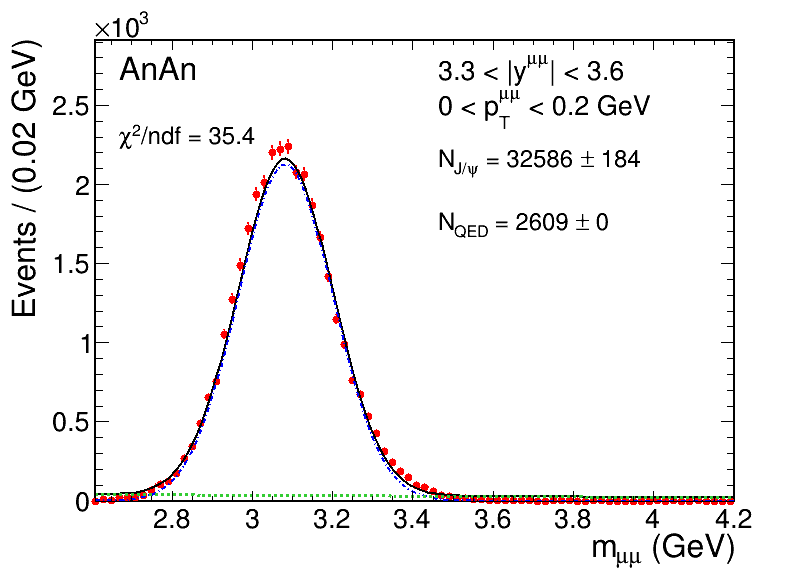 ×10³
AnAn
3.3 < |y^μμ| < 3.6
0 < p_T^μμ < 0.2 GeV
χ²/ndf = 35.4
N_J/ψ = 32586 ± 184
N_QED = 2609 ± 0
Events / (0.02 GeV)
2.5
2
1.5
1
0.5
0
2.8 3 3.2 3.4 3.6 3.8 4 4.2
m_μμ (GeV)